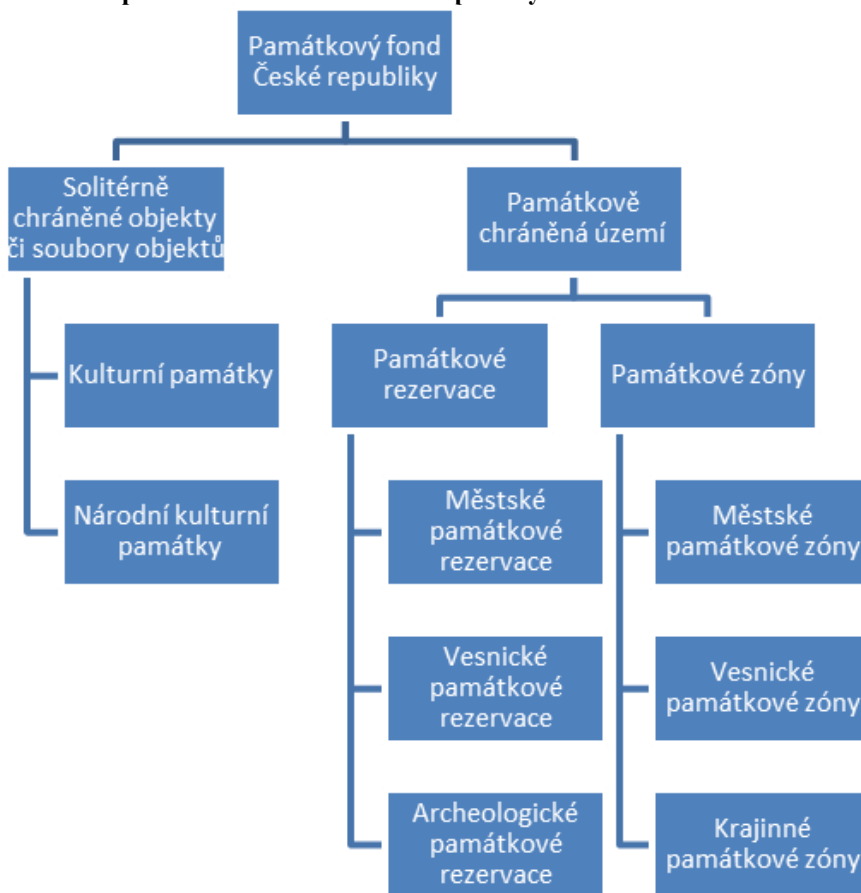 Památkový fond
České republiky
Solitérně
chráněné objekty
či soubory objektů
Památkově
chráněná území
Kulturní památky
Národní kulturní
památky
Památkové
rezervace
Památkové zóny
Městské
památkové
rezervace
Vesnické
památkové
rezervace
Archeologické
památkové
rezervace
Městské
památkové zóny
Vesnické
památkové zóny
Krajinné
památkové zóny